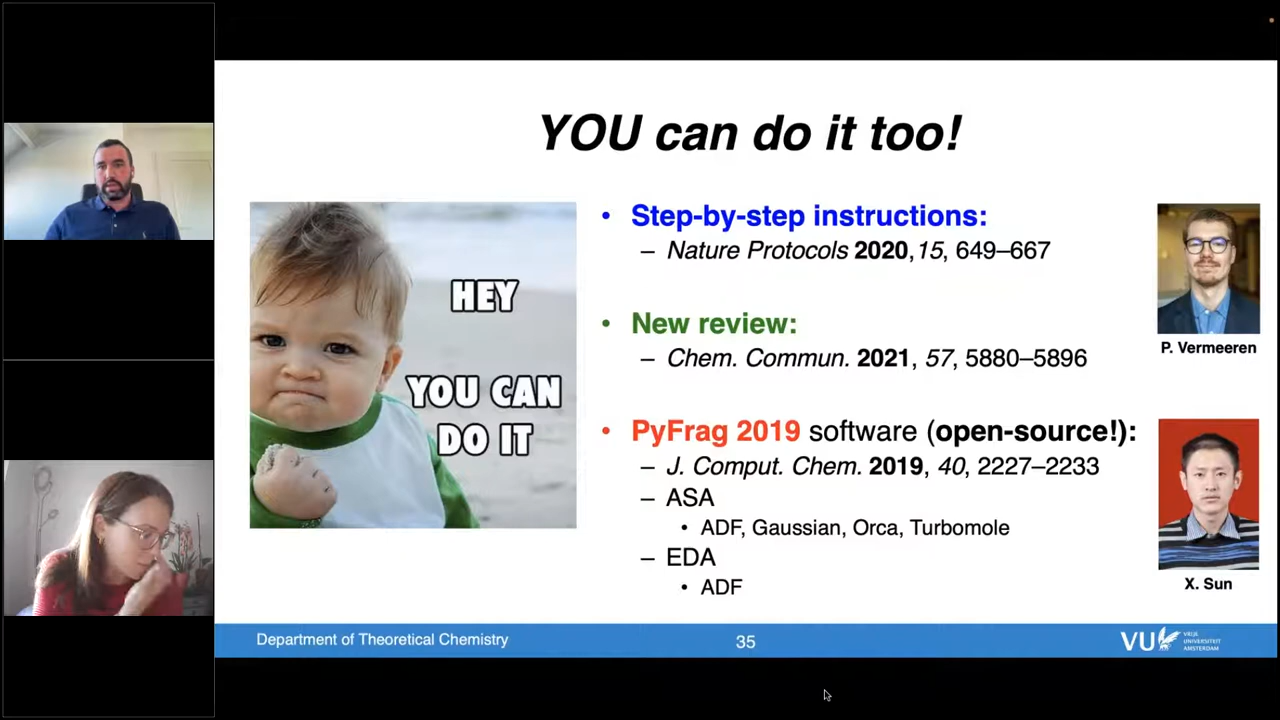 YOU can do it too!
HEY
YOU CAN
DO IT
• Step-by-step instructions:
– Nature Protocols 2020, 15, 649–667
• New review:
– Chem. Commun. 2021, 57, 5880–5896
• PyFrag 2019 software (open-source!):
– J. Comput. Chem. 2019, 40, 2227–2233
– ASA
• ADF, Gaussian, Orca, Turbomole
– EDA
• ADF
P. Vermeeren
X. Sun
Department of Theoretical Chemistry
35
VU
VRIJE
UNIVERSITEIT
AMSTERDAM